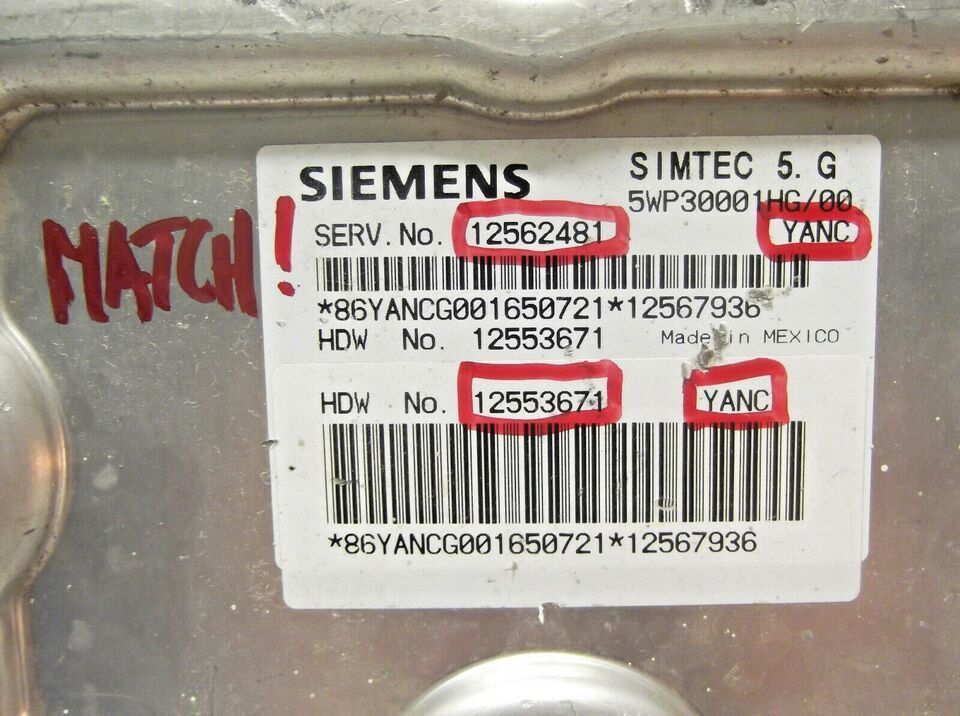 SIEMENS
SIMTEC 5. G
5WP30001HG/00
MATCH!
SERV. No. 12562481 YANC
*86YANCG001650721*12567936
HDW No. 12553671 Made in MEXICO
HDW No. 12553671 YANC
*86YANCG001650721*12567936